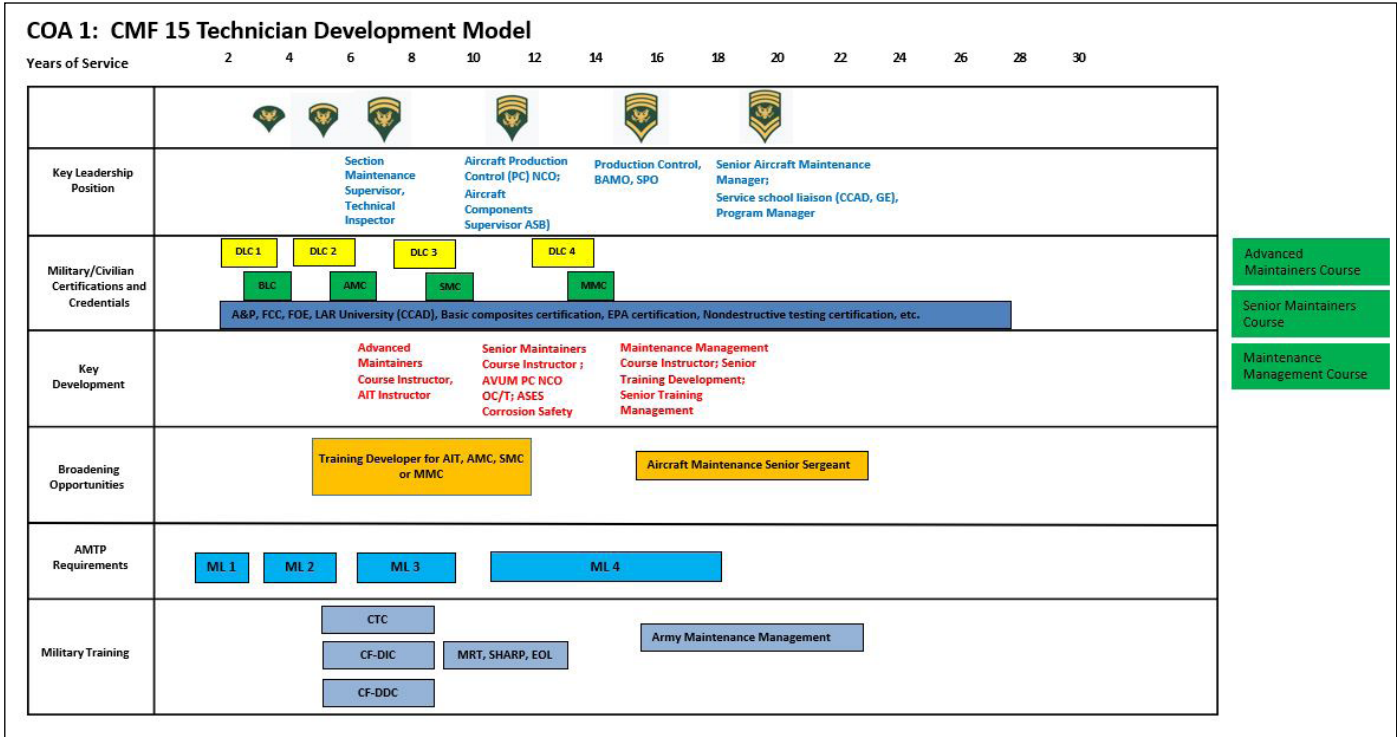 COA 1: CMF 15 Technician Development Model
Years of Service
2 4 6 8 10 12 14 16 18 20 22 24 26 28 30
Key Leadership
Position
Section
Maintenance
Supervisor,
Technical
Inspector
Aircraft Production
Control (PC) NCO;
Aircraft
Components
Supervisor ASB)
Production Control,
BAMO, SPO
Senior Aircraft Maintenance
Manager;
Service school liaison (CCAD, GE),
Program Manager
Military/Civilian
Certifications and
Credentials
DLC 1
DLC 2
DLC 3
DLC 4
BLC
AMC
SMC
MMC
A&P, FCC, FOE, LAR University (CCAD), Basic composites certification, EPA certification, Nondestructive testing certification, etc.
Advanced
Maintainers Course
Senior Maintainers
Course
Maintenance
Management Course
Key
Development
Advanced
Maintainers
Course Instructor,
AIT Instructor
Senior Maintainers
Course Instructor ;
AVUM PC NCO
OC/T; ASES
Corrosion Safety
Maintenance Management
Course Instructor; Senior
Training Development;
Senior Training
Management
Broadening
Opportunities
Training Developer for AIT, AMC, SMC
or MMC
Aircraft Maintenance Senior Sergeant
AMTP
Requirements
ML 1
ML 2
ML 3
ML 4
Military Training
CTC
CF-DIC
CF-DDC
MRT, SHARP, EOL
Army Maintenance Management